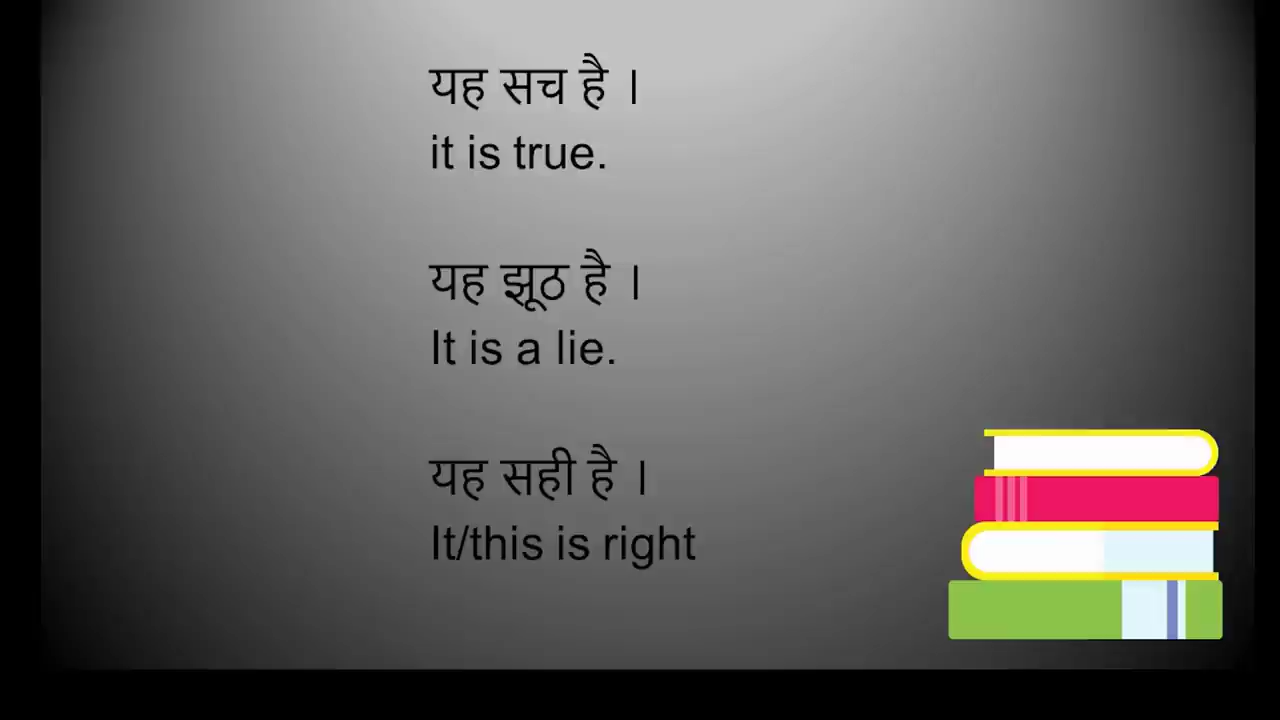 यह सच है ।
it is true.
यह झूठ है ।
It is a lie.
यह सही है ।
It/this is right